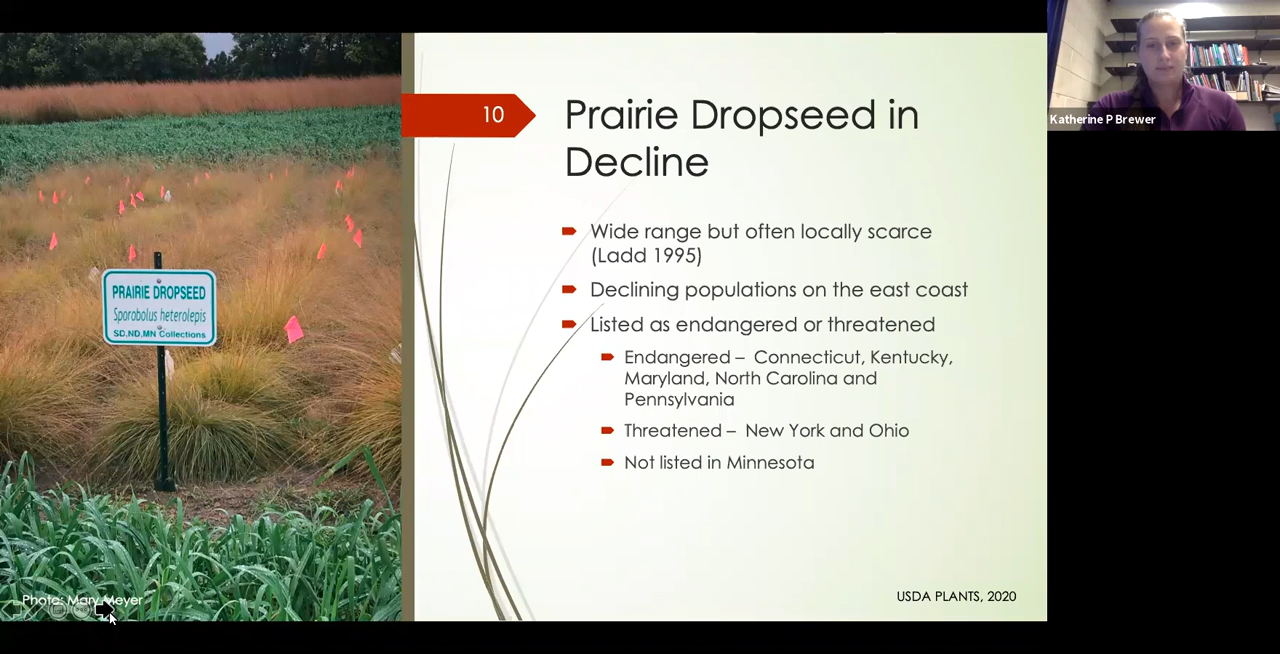 10
Prairie Dropseed in
Decline
Wide range but often locally scarce
(Ladd 1995)
Declining populations on the east coast
Listed as endangered or threatened
Endangered – Connecticut, Kentucky,
Maryland, North Carolina and
Pennsylvania
Threatened – New York and Ohio
Not listed in Minnesota
USDA PLANTS, 2020
PRAIRIE DROPSEED
Sporobolus heterolepis
SD,ND,MN Collections
Photo: Mary Meyer
Katherine P Brewer